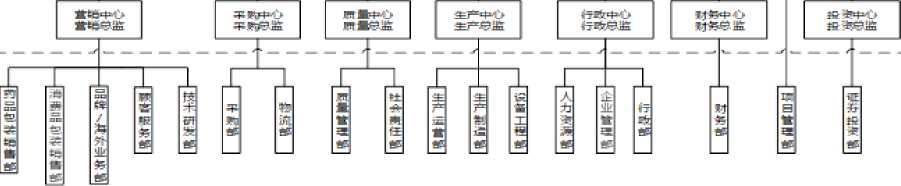 营销中心
营销总监
采购中心
采购总监
质量中心
质量总监
生产中心
生产总监
行政中心
行政总监
财务中心
财务总监
投资中心
投资总监
药品包装销售部
消费品包装销售部
品牌/海外业务部
顾客服务部
技术研发部
采购部
物流部
质量管理部
社会责任部
生产运营部
生产制造部
设备工程部
人力资源部
企业管理部
行政部
财务部
项目管理部
证券投资部